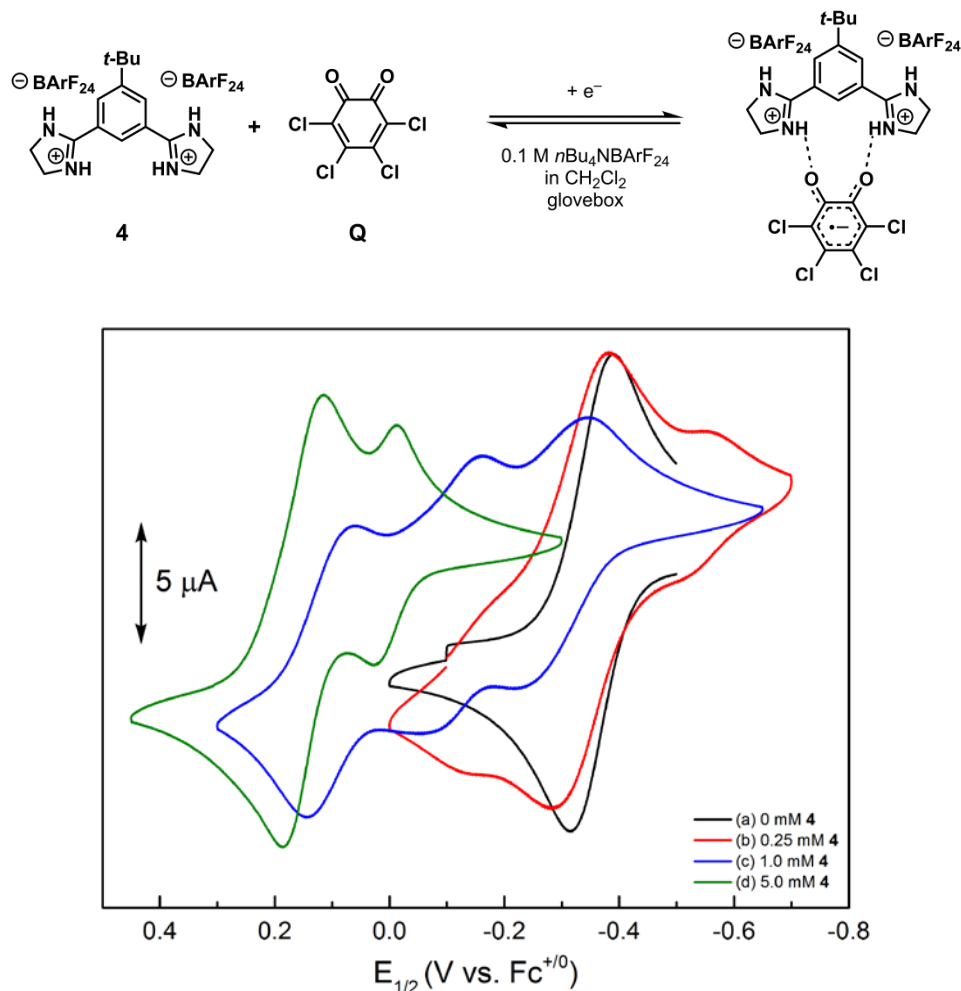 t-Bu
⊖ BArF₂₄
⊖ BArF₂₄
H
N
H
N
⊕
⊕
NH
HN
+
O
O
Cl
Cl
Cl
Cl
4
Q
+ e⁻
0.1 M nBu₄NBArF₂₄
in CH₂Cl₂
glovebox
t-Bu
⊖ BArF₂₄
⊖ BArF₂₄
H
N
H
N
⊕
⊕
NH
HN
O
O
Cl
Cl
•−
Cl
Cl
5 μA
(a) 0 mM 4
(b) 0.25 mM 4
(c) 1.0 mM 4
(d) 5.0 mM 4
0.4 0.2 0.0 -0.2 -0.4 -0.6 -0.8
E₁/₂ (V vs. Fc⁺/⁰)